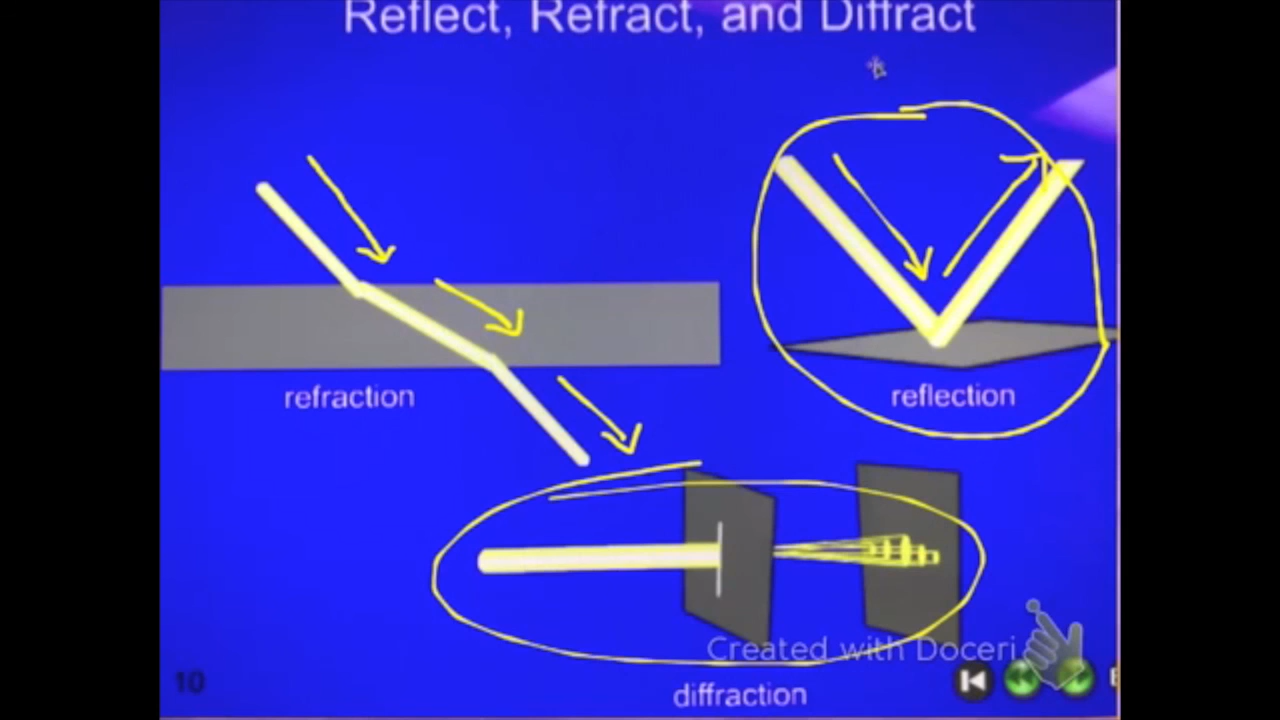 Reflect, Refract, and Diffract
refraction
reflection
Created with Doceri
10
diffraction